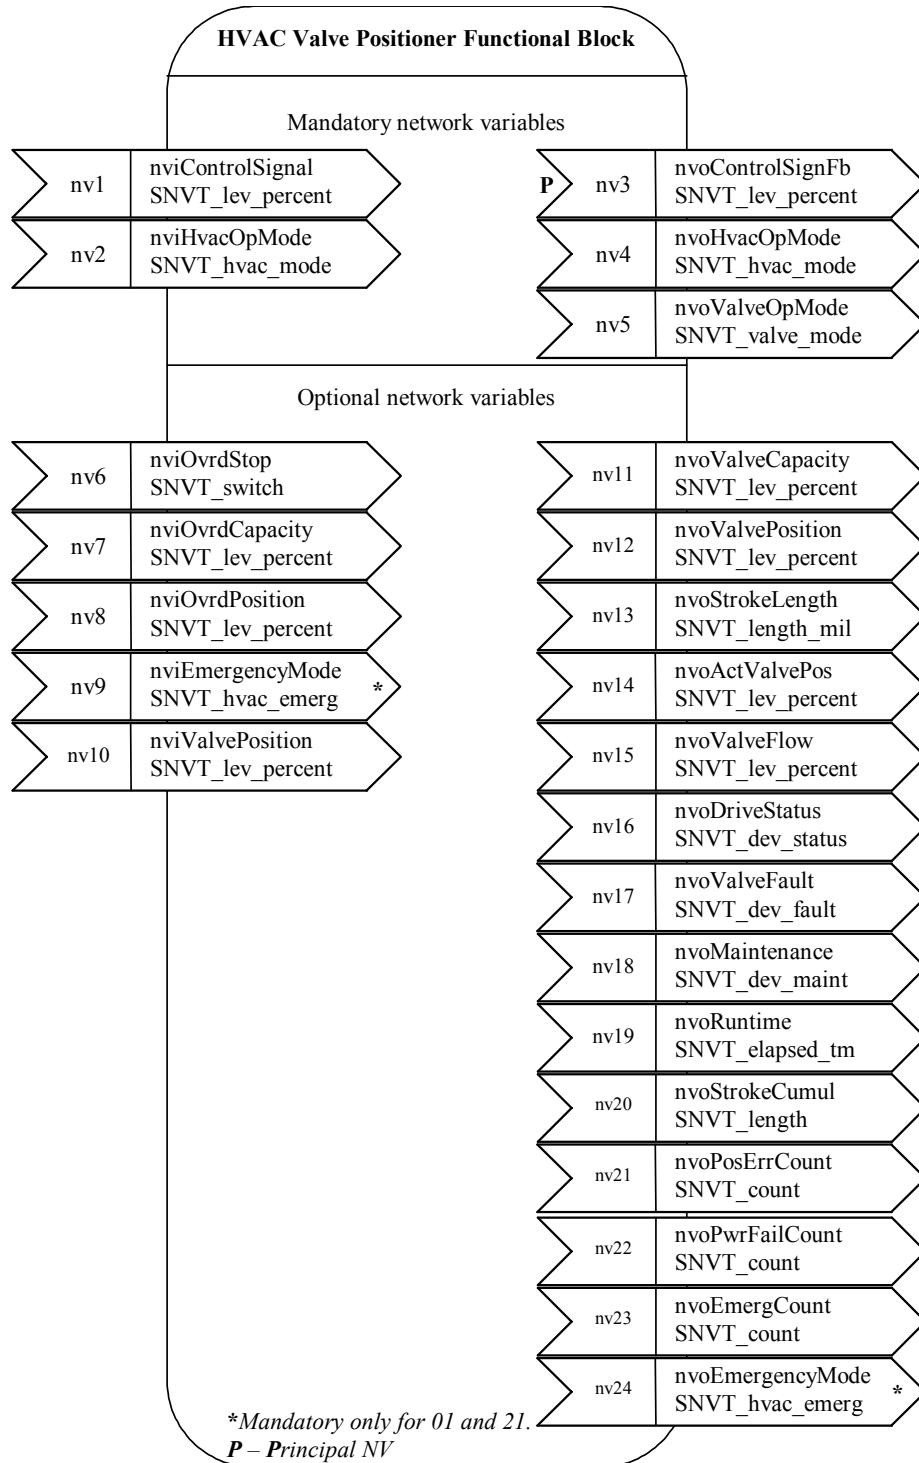 HVAC Valve Positioner Functional Block
Mandatory network variables
nv1
nviControlSignal
SNVT_lev_percent
nv2
nviHvacOpMode
SNVT_hvac_mode
P
nv3
nvoControlSignFb
SNVT_lev_percent
nv4
nvoHvacOpMode
SNVT_hvac_mode
nv5
nvoValveOpMode
SNVT_valve_mode
Optional network variables
nv6
nviOvrdStop
SNVT_switch
nv7
nviOvrdCapacity
SNVT_lev_percent
nv8
nviOvrdPosition
SNVT_lev_percent
nv9
nviEmergencyMode
SNVT_hvac_emerg *
nv10
nviValvePosition
SNVT_lev_percent
nv11
nvoValveCapacity
SNVT_lev_percent
nv12
nvoValvePosition
SNVT_lev_percent
nv13
nvoStrokeLength
SNVT_length_mil
nv14
nvoActValvePos
SNVT_lev_percent
nv15
nvoValveFlow
SNVT_lev_percent
nv16
nvoDriveStatus
SNVT_dev_status
nv17
nvoValveFault
SNVT_dev_fault
nv18
nvoMaintenance
SNVT_dev_maint
nv19
nvoRuntime
SNVT_elapsed_tm
nv20
nvoStrokeCumul
SNVT_length
nv21
nvoPosErrCount
SNVT_count
nv22
nvoPwrFailCount
SNVT_count
nv23
nvoEmergCount
SNVT_count
nv24
nvoEmergencyMode
SNVT_hvac_emerg *
*Mandatory only for 01 and 21.
P – Principal NV